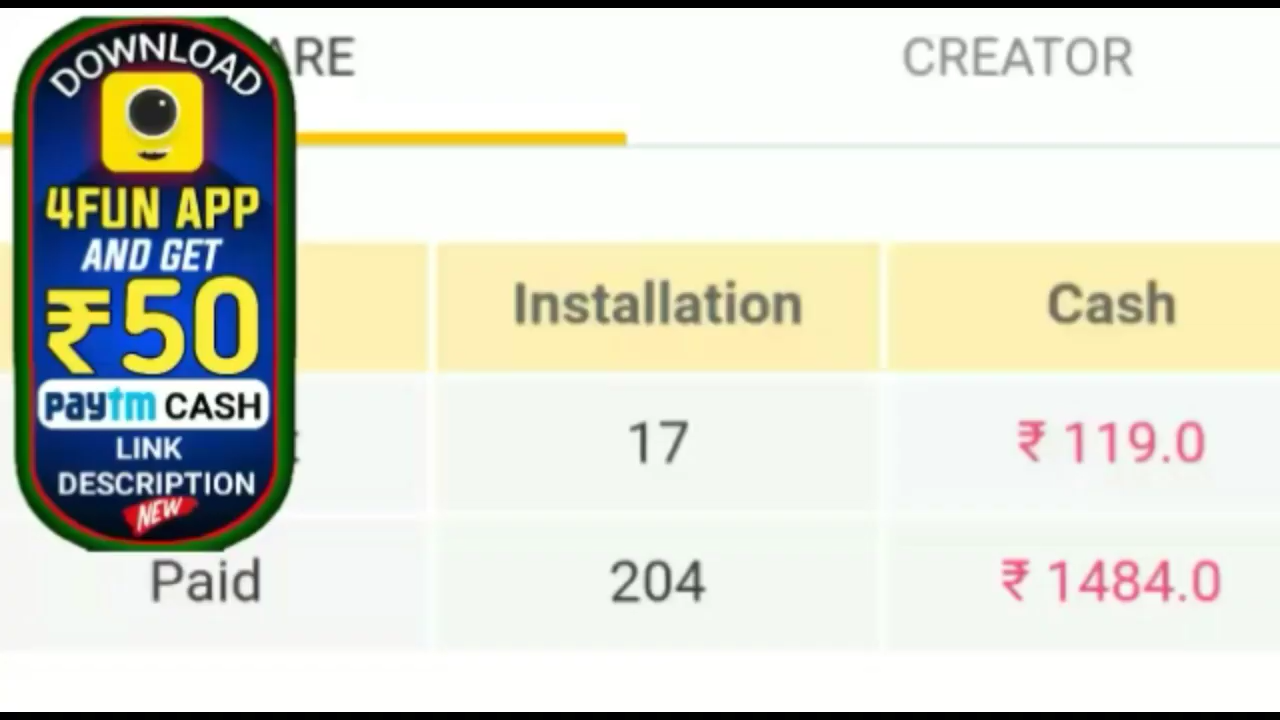 DOWNLOAD
4FUN APP
AND GET
₹50
paytm CASH
LINK
DESCRIPTION
NEW
CREATOR
Installation Cash
17 ₹ 119.0
Paid 204 ₹ 1484.0